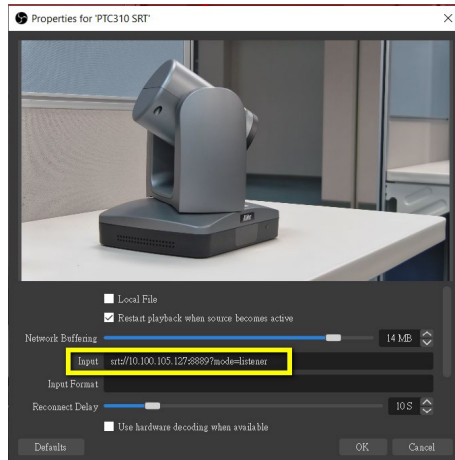 Properties for 'PTC310 SRT'
Local File
Restart playback when source becomes active
Network Buffering 14 MB
Input srt://10.100.105.127:8889?mode=listener
Input Format
Reconnect Delay 10 S
Use hardware decoding when available
Defaults OK Cancel